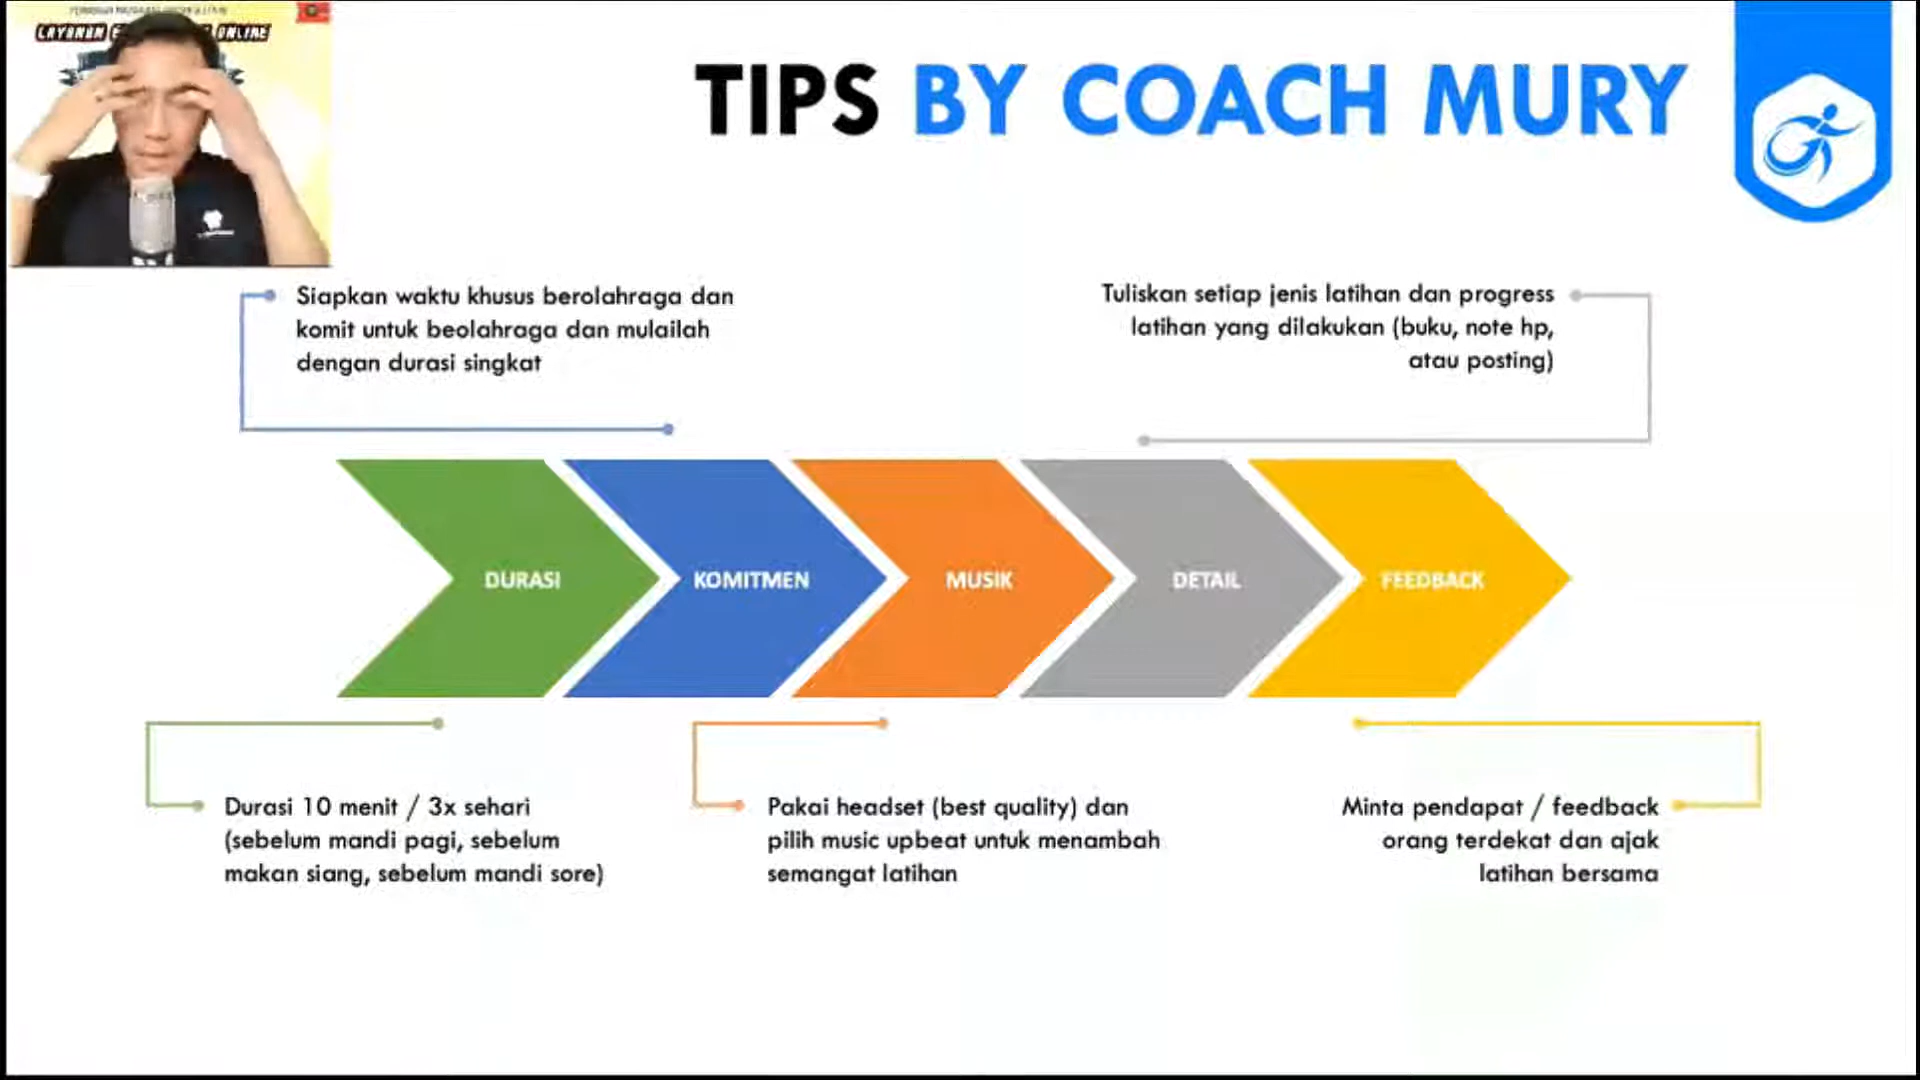 LAYANAN
ONLINE
TIPS BY COACH MURY
Siapkan waktu khusus berolahraga dan
komit untuk beolahraga dan mulailah
dengan durasi singkat
Tuliskan setiap jenis latihan dan progress
latihan yang dilakukan (buku, note hp,
atau posting)
DURASI
KOMITMEN
MUSIK
DETAIL
FEEDBACK
Durasi 10 menit / 3x sehari
(sebelum mandi pagi, sebelum
makan siang, sebelum mandi sore)
Pakai headset (best quality) dan
pilih music upbeat untuk menambah
semangat latihan
Minta pendapat / feedback
orang terdekat dan ajak
latihan bersama